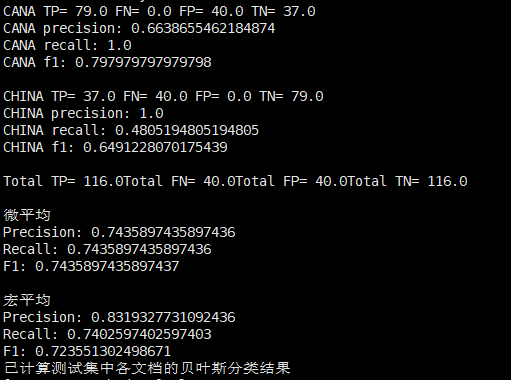 CANA TP= 79.0 FN= 0.0 FP= 40.0 TN= 37.0
CANA precision: 0.6638655462184874
CANA recall: 1.0
CANA f1: 0.797979797979798
CHINA TP= 37.0 FN= 40.0 FP= 0.0 TN= 79.0
CHINA precision: 1.0
CHINA recall: 0.4805194805194805
CHINA f1: 0.6491228070175439
Total TP= 116.0Total FN= 40.0Total FP= 40.0Total TN= 116.0
微平均
Precision: 0.7435897435897436
Recall: 0.7435897435897436
F1: 0.7435897435897437
宏平均
Precision: 0.8319327731092436
Recall: 0.7402597402597403
F1: 0.723551302498671
已计算测试集中各文档的贝叶斯分类结果